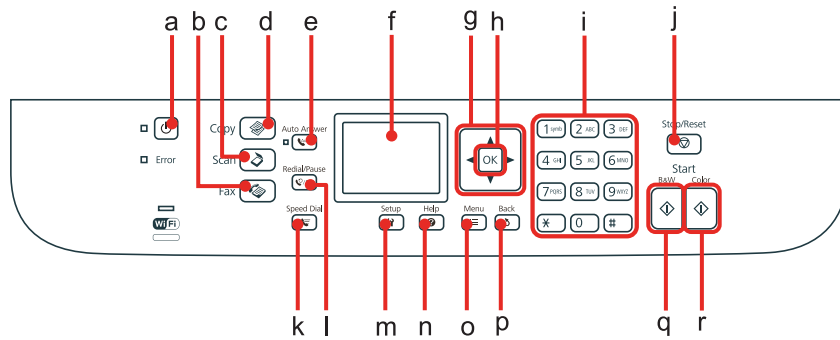 a b c d e f g h i j
Auto Answer
Copy
Stop/Reset
1 symb 2 ABC 3 DEF
Error
Scan
OK
4 GHI 5 JKL 6 MNO
Redial/Pause
Start
B&W Color
Fax
7 PQRS 8 TUV 9 WXYZ
Speed Dial
Setup Help Menu Back
* 0 #
Wi Fi
k l m n o p q r